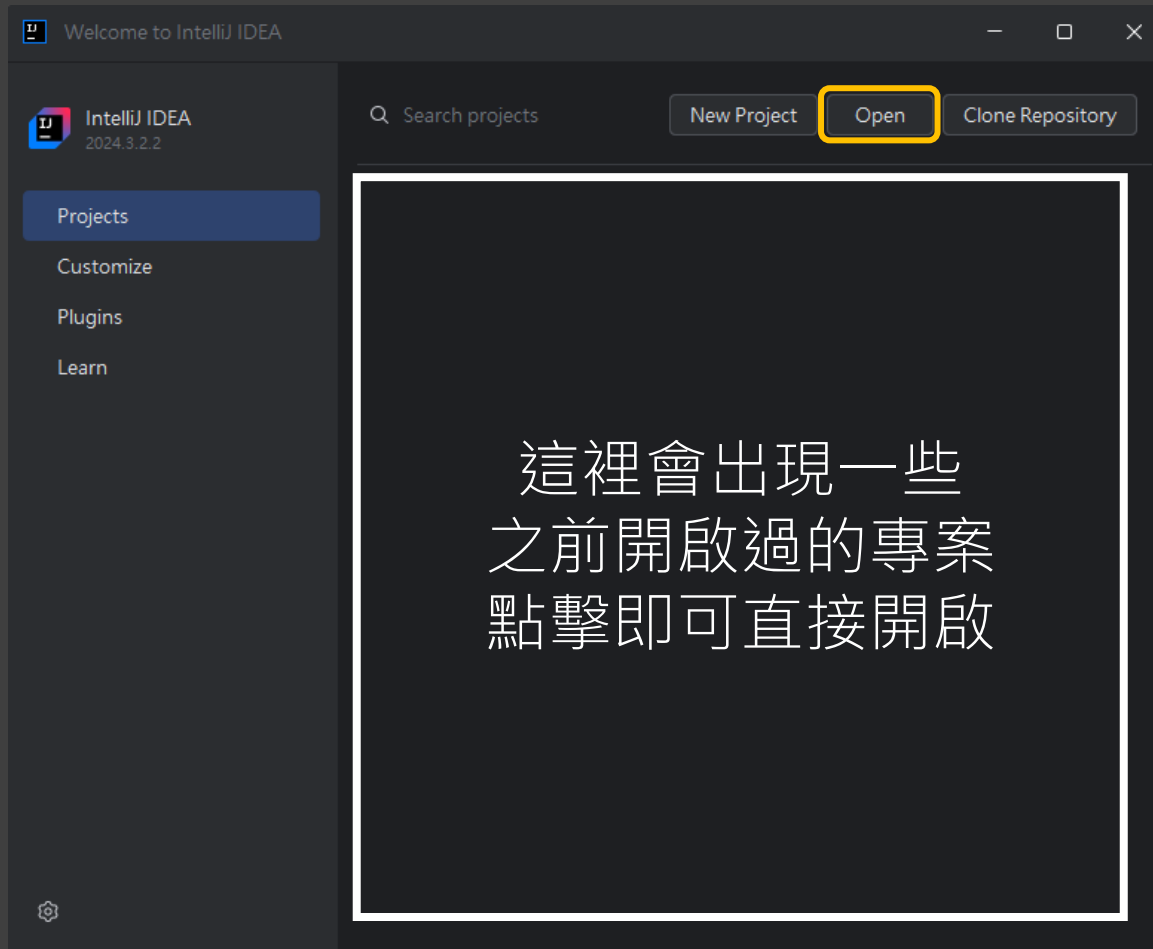 Welcome to IntelliJ IDEA
IntelliJ IDEA
2024.3.2.2
Search projects
New Project
Open
Clone Repository
Projects
Customize
Plugins
Learn
這裡會出現一些
之前開啟過的專案
點擊即可直接開啟